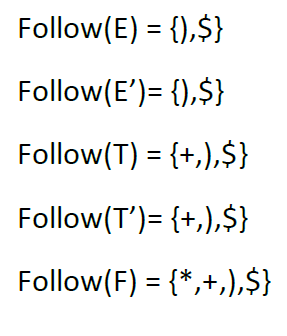 Follow(E) = {),$}
Follow(E’)= {),$}
Follow(T) = {+,),$}
Follow(T’)= {+,),$}
Follow(F) = {*,+,),$}